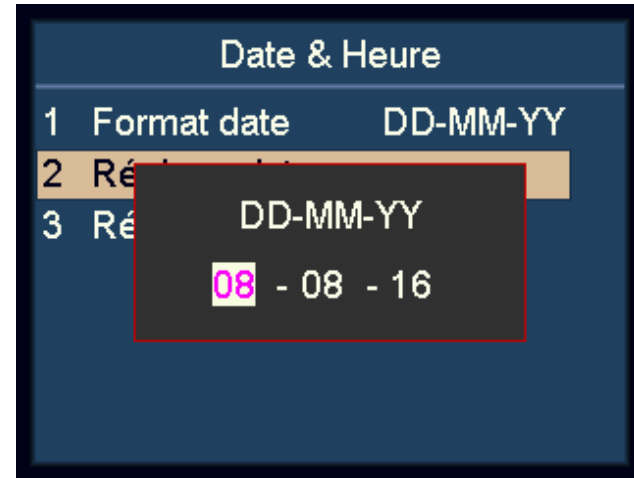 Date & Heure
1 Format date DD-MM-YY
2 Ré
3 Ré
DD-MM-YY
08 - 08 - 16